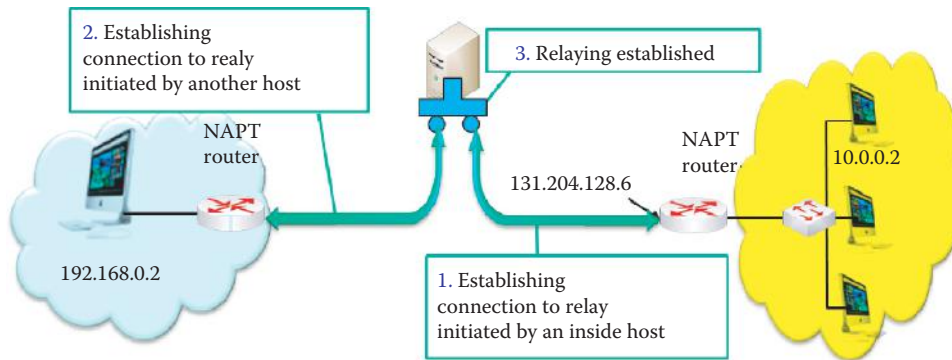 2. Establishing
connection to realy
initiated by another host
3. Relaying established
NAPT
router
NAPT
router
10.0.0.2
131.204.128.6
192.168.0.2
1. Establishing
connection to relay
initiated by an inside host